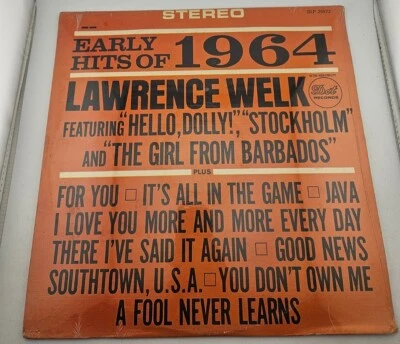 STEREO
EARLY
HITS OF 1964
LAWRENCE WELK
FEATURING "HELLO, DOLLY!", "STOCKHOLM"
AND "THE GIRL FROM BARBADOS"
PLUS
FOR YOU □ IT'S ALL IN THE GAME □ JAVA
I LOVE YOU MORE AND MORE EVERY DAY
THERE I'VE SAID IT AGAIN □ GOOD NEWS
SOUTHTOWN, U.S.A. □ YOU DON'T OWN ME
A FOOL NEVER LEARNS